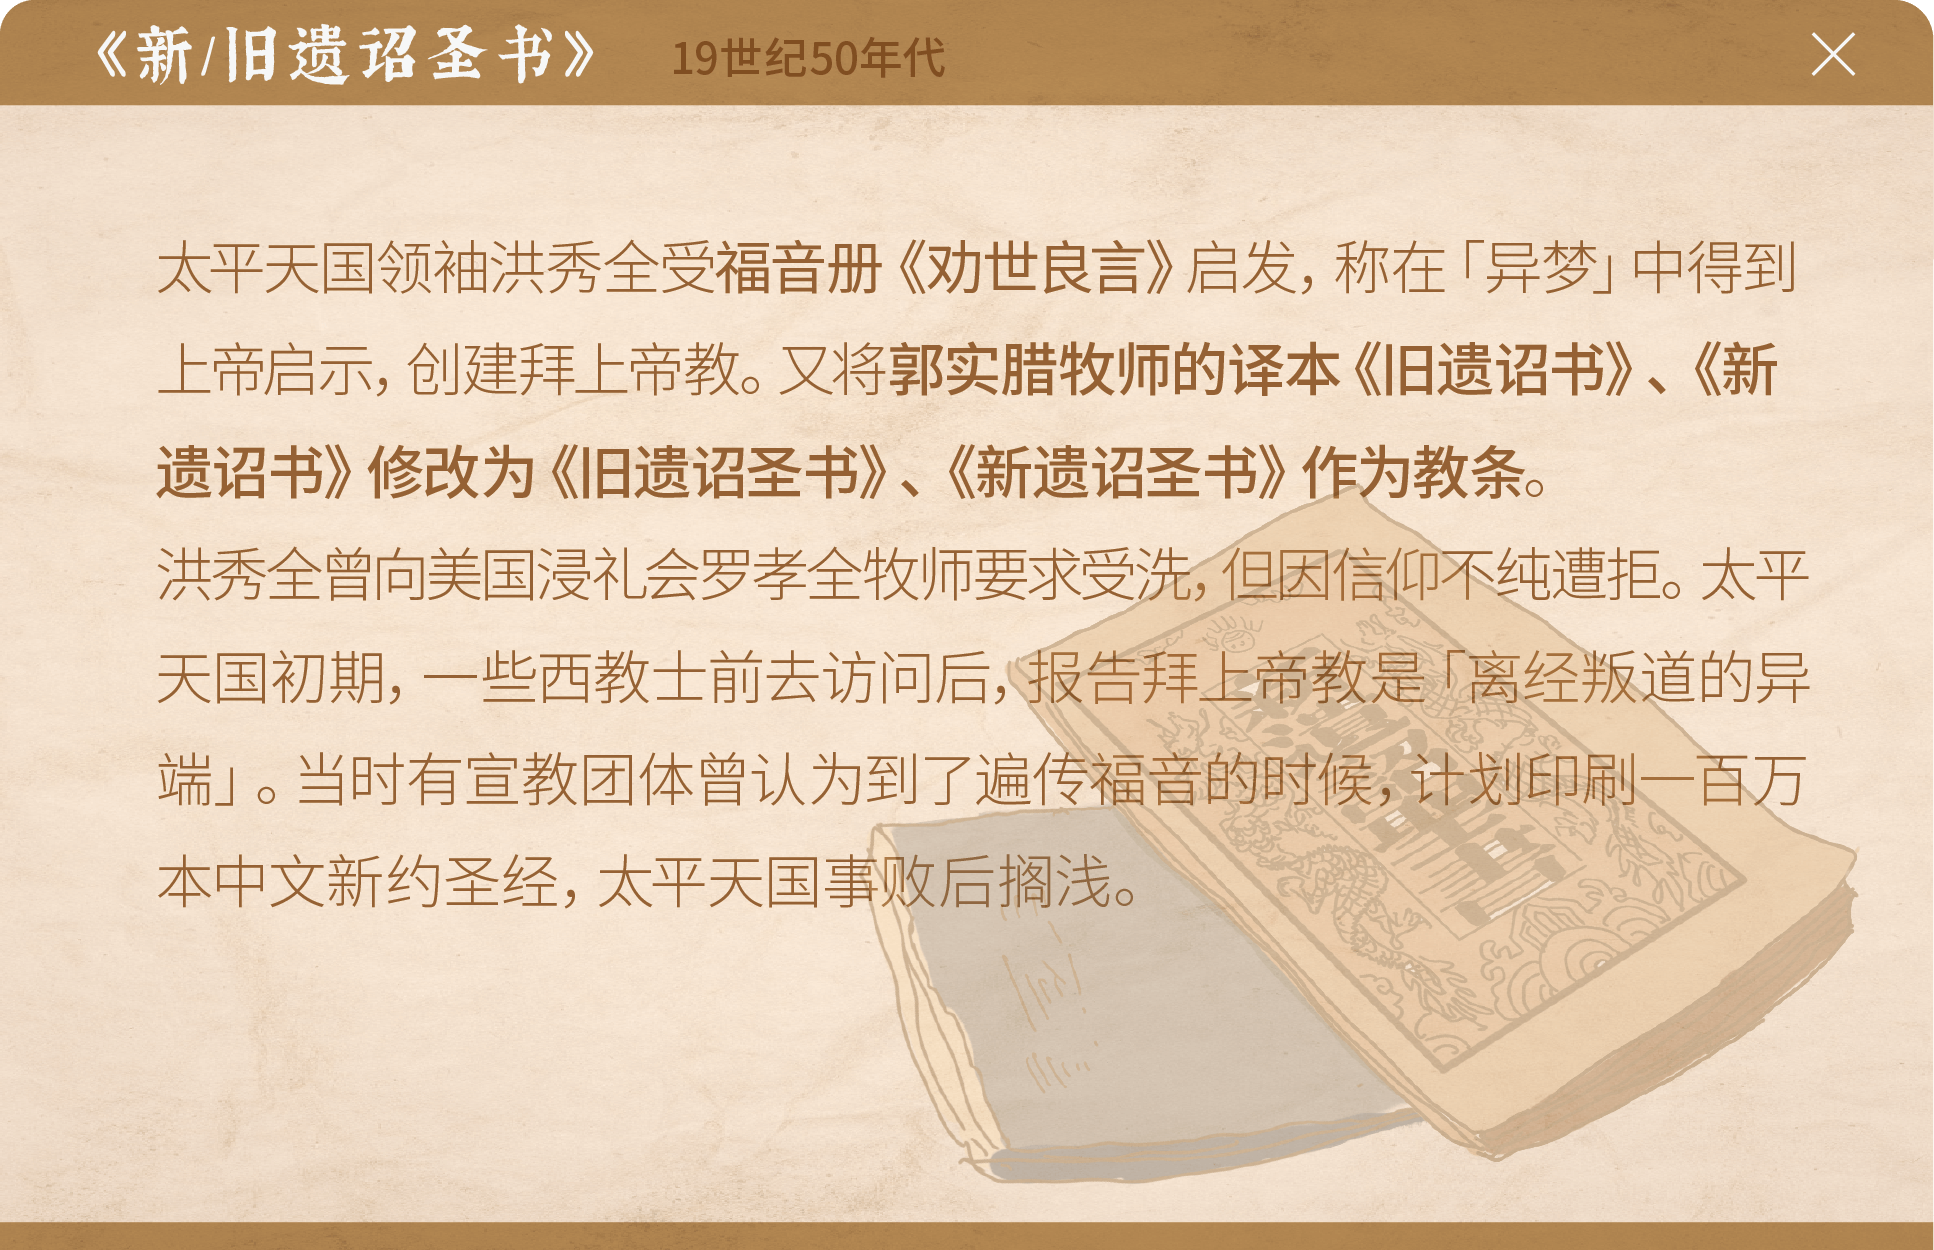 《新/旧遗诏圣书》 19世纪50年代
太平天国领袖洪秀全受福音册《劝世良言》启发，称在「异梦」中得到
上帝启示，创建拜上帝教。又将郭实腊牧师的译本《旧遗诏书》、《新
遗诏书》修改为《旧遗诏圣书》、《新遗诏圣书》作为教条。
洪秀全曾向美国浸礼会罗孝全牧师要求受洗，但因信仰不纯遭拒。太平
天国初期，一些西教士前去访问后，报告拜上帝教是「离经叛道的异
端」。当时有宣教团体曾认为到了遍传福音的时候，计划印刷一百万
本中文新约圣经，太平天国事败后搁浅。